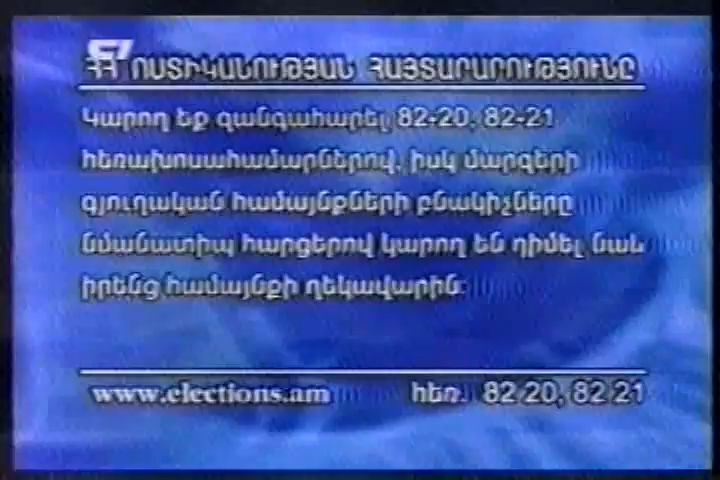 ՀՀ ՈՍՏԻԿԱՆՈՒԹՅԱՆ ՀԱՅՏԱՐԱՐՈՒԹՅՈՒՆԸ
Կարող եք զանգահարել 82-20, 82-21
հեռախոսահամարներով, իսկ մարզերի
գյուղական համայնքների բնակիչները
նմանատիպ հարցերով կարող են դիմել նաև
իրենց համայնքի ղեկավարին:
www.elections.am հեռ. 82 20, 82 21